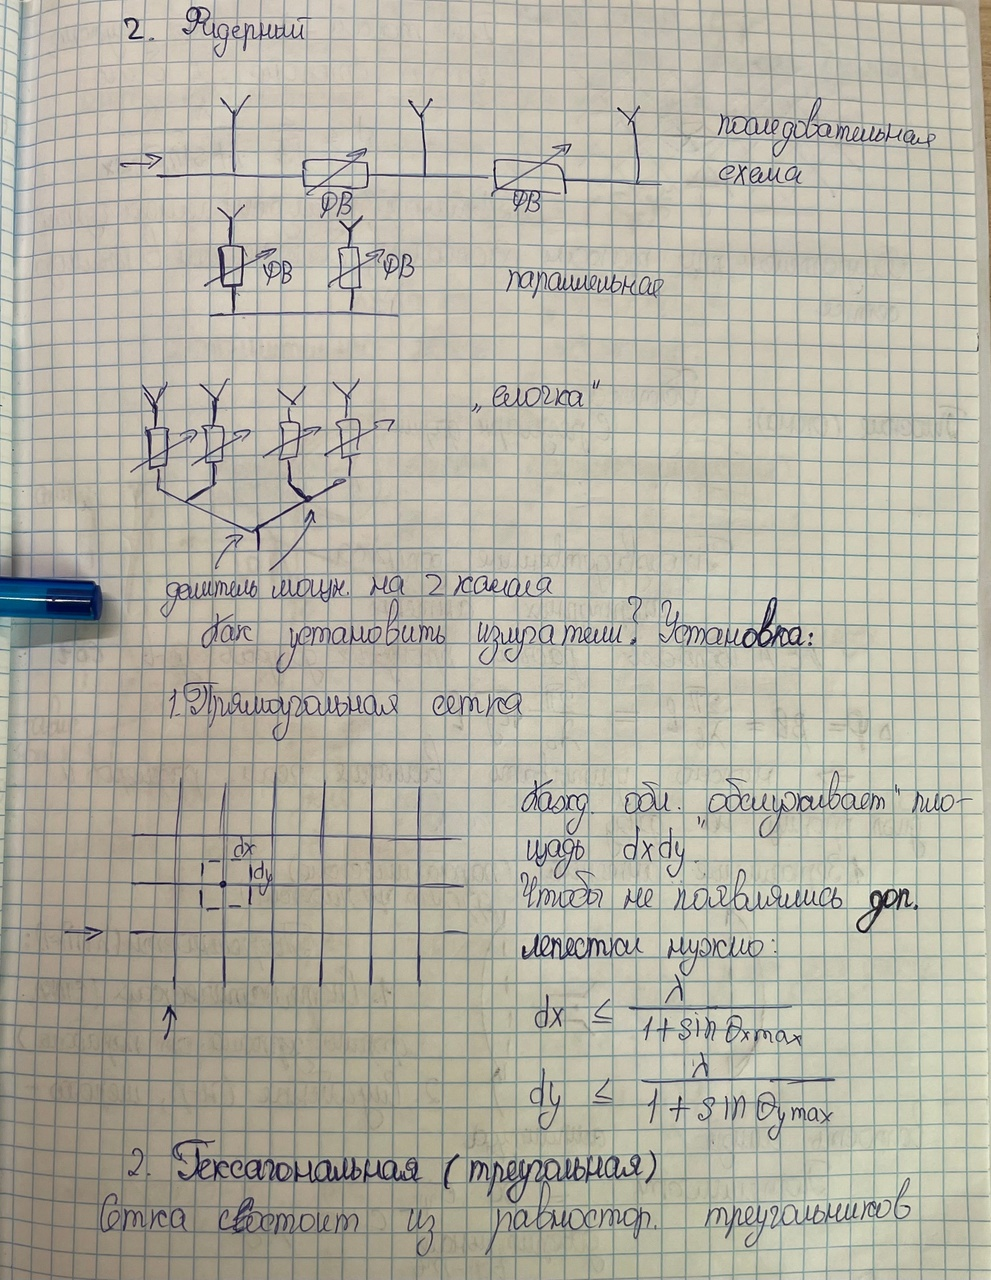 2. Фидерный
последовательная
схема
ФВ
ФВ
ФВ
ФВ
параллельная
„елочка"
делитель мощн. на 2 канала
Как установить излучатели? Установка:
1. Прямоугольная сетка
dx
dy
Кажд. обл. „обслуживает" пло-
щадь dxdy.
Чтобы не появлялись доп.
лепестки нужно:
dx ≤ λ / (1 + sin θxmax)
dy ≤ λ / (1 + sin θymax)
2. Гексагональная (треугольная)
Сетка состоит из равностор. треугольников